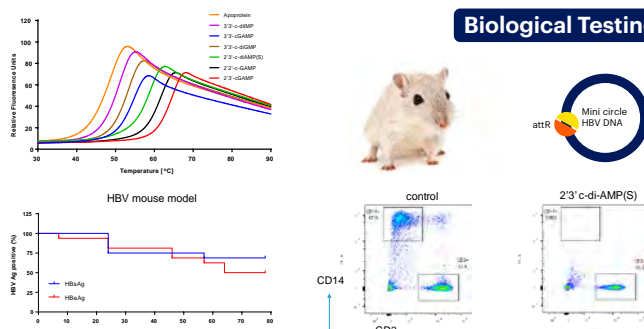 Biological Testin
Relative Fluorescence Units
120
100
80
60
40
20
0
30
40
50
60
70
80
90
Temperature [°C]
Apoprotein
3'3'-c-diIMP
3'3'-cGAMP
3'3'-c-diGMP
2'3'-c-diAMP(S)
2'2'-c-GAMP
2'3'-cGAMP
attR
Mini circle
HBV DNA
HBV mouse model
HBV Ag positive (%)
125
100
75
50
25
0
0
10
20
30
40
50
60
70
80
HBsAg
HBeAg
control
2'3' c-di-AMP(S)
CD14